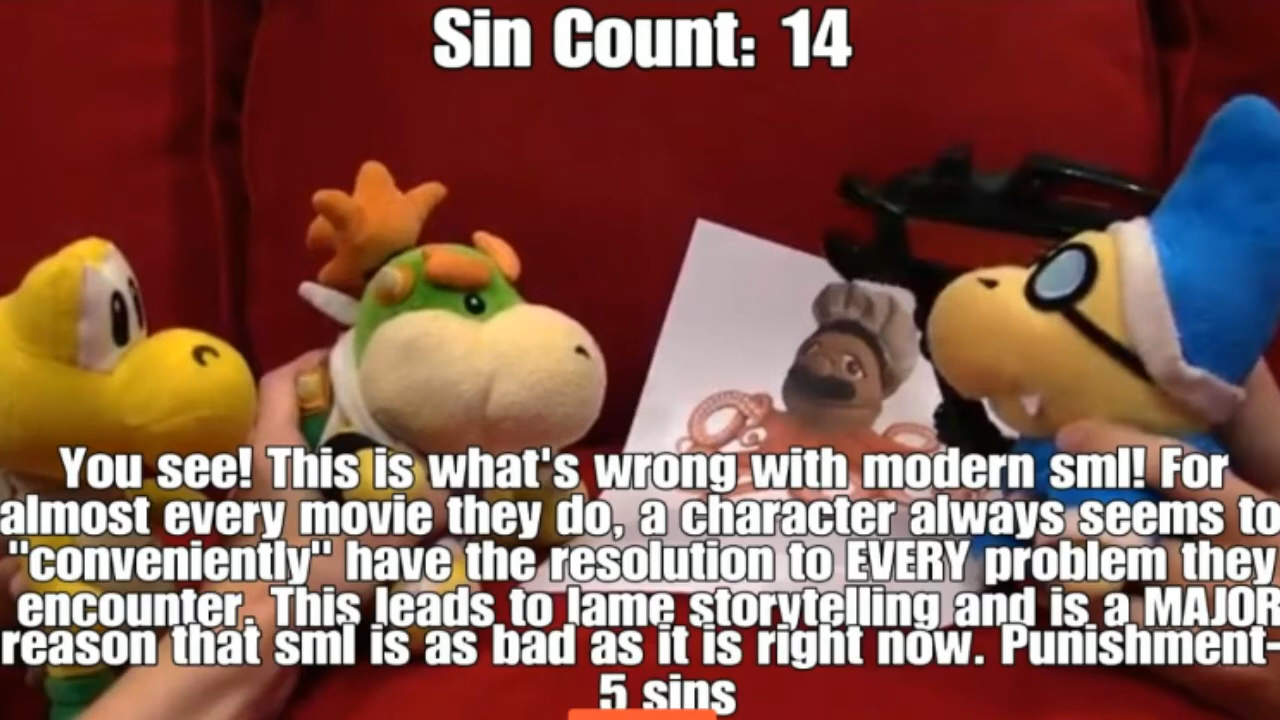 Sin Count: 14
You see! This is what's wrong with modern sml! For
almost every movie they do, a character always seems to
"conveniently" have the resolution to EVERY problem they
encounter. This leads to lame storytelling and is a MAJOR
reason that sml is as bad as it is right now. Punishment-
5 sins